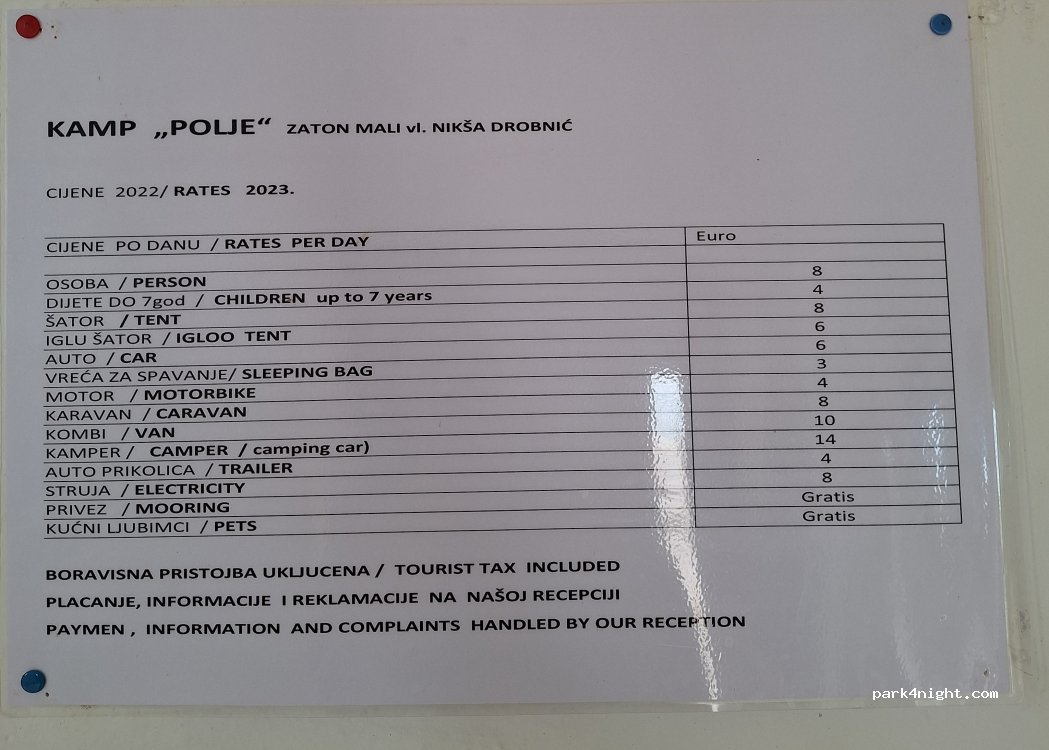 KAMP „POLJE“ ZATON MALI vl. NIKŠA DROBNIĆ
CIJENE 2022/ RATES 2023.
CIJENE PO DANU / RATES PER DAY Euro
OSOBA / PERSON 8
DIJETE DO 7god / CHILDREN up to 7 years 4
ŠATOR / TENT 8
IGLU ŠATOR / IGLOO TENT 6
AUTO / CAR 6
VREĆA ZA SPAVANJE/ SLEEPING BAG 3
MOTOR / MOTORBIKE 4
KARAVAN / CARAVAN 8
KOMBI / VAN 10
KAMPER / CAMPER / camping car) 14
AUTO PRIKOLICA / TRAILER 4
STRUJA / ELECTRICITY 8
PRIVEZ / MOORING Gratis
KUĆNI LJUBIMCI / PETS Gratis
BORAVISNA PRISTOJBA UKLJUCENA / TOURIST TAX INCLUDED
PLACANJE, INFORMACIJE I REKLAMACIJE NA NAŠOJ RECEPCIJI
PAYMEN , INFORMATION AND COMPLAINTS HANDLED BY OUR RECEPTION
park4night.com